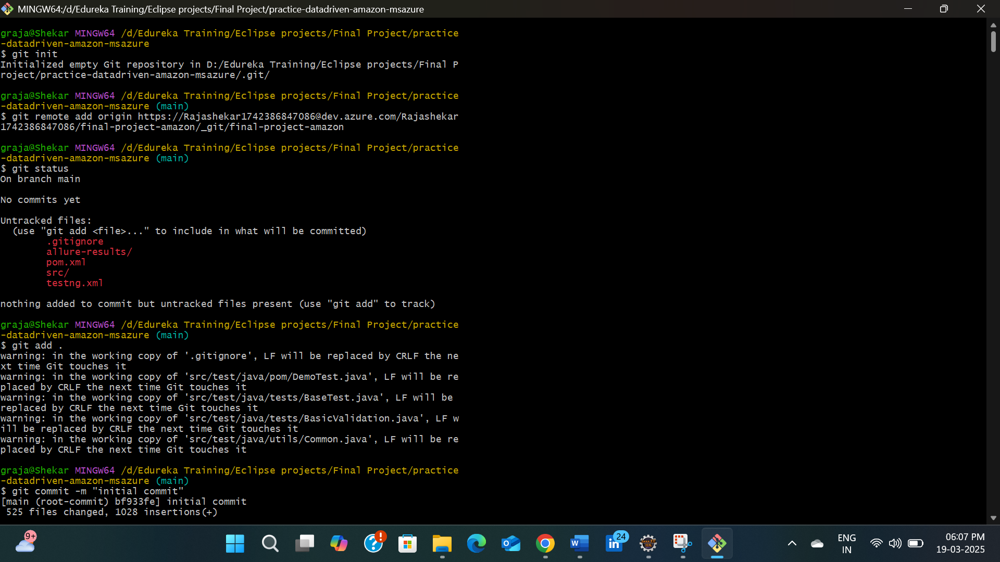 MINGW64:/d/Edureka Training/Eclipse projects/Final Project/practice-datadriven-amazon-msazure
graja@Shekar MINGW64 /d/Edureka Training/Eclipse projects/Final Project/practice
-datadriven-amazon-msazure
$ git init
Initialized empty Git repository in D:/Edureka Training/Eclipse projects/Final P
roject/practice-datadriven-amazon-msazure/.git/
graja@Shekar MINGW64 /d/Edureka Training/Eclipse projects/Final Project/practice
-datadriven-amazon-msazure (main)
$ git remote add origin https://Rajashekar1742386847086@dev.azure.com/Rajashekar
1742386847086/final-project-amazon/_git/final-project-amazon
graja@Shekar MINGW64 /d/Edureka Training/Eclipse projects/Final Project/practice
-datadriven-amazon-msazure (main)
$ git status
On branch main
No commits yet
Untracked files:
(use "git add <file>..." to include in what will be committed)
.gitignore
allure-results/
pom.xml
src/
testng.xml
nothing added to commit but untracked files present (use "git add" to track)
graja@Shekar MINGW64 /d/Edureka Training/Eclipse projects/Final Project/practice
-datadriven-amazon-msazure (main)
$ git add .
warning: in the working copy of '.gitignore', LF will be replaced by CRLF the ne
xt time Git touches it
warning: in the working copy of 'src/test/java/pom/DemoTest.java', LF will be re
placed by CRLF the next time Git touches it
warning: in the working copy of 'src/test/java/tests/BaseTest.java', LF will be
replaced by CRLF the next time Git touches it
warning: in the working copy of 'src/test/java/tests/BasicValidation.java', LF w
ill be replaced by CRLF the next time Git touches it
warning: in the working copy of 'src/test/java/utils/Common.java', LF will be re
placed by CRLF the next time Git touches it
graja@Shekar MINGW64 /d/Edureka Training/Eclipse projects/Final Project/practice
-datadriven-amazon-msazure (main)
$ git commit -m "initial commit"
[main (root-commit) bf933fe] initial commit
525 files changed, 1028 insertions(+)
9+
24
Java EE
IDE
ENG
IN
06:07 PM
19-03-2025